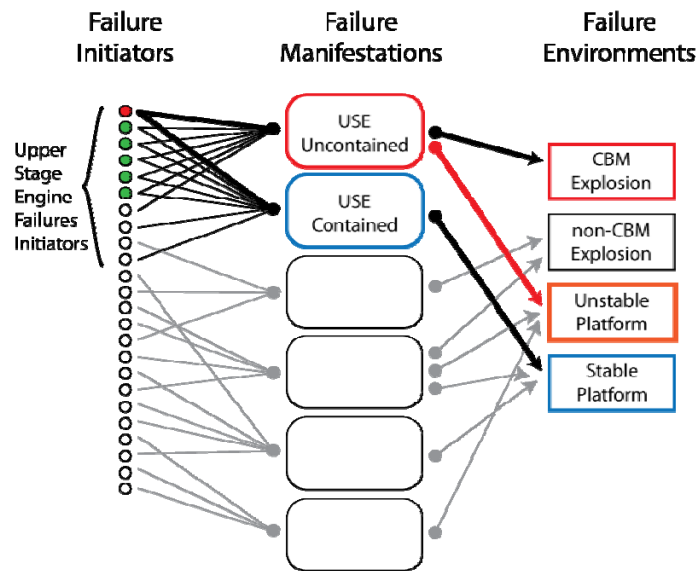 Failure
Initiators
Failure
Manifestations
Failure
Environments
Upper
Stage
Engine
Failures
Initiators
USE
Uncontained
USE
Contained
CBM
Explosion
non-CBM
Explosion
Unstable
Platform
Stable
Platform